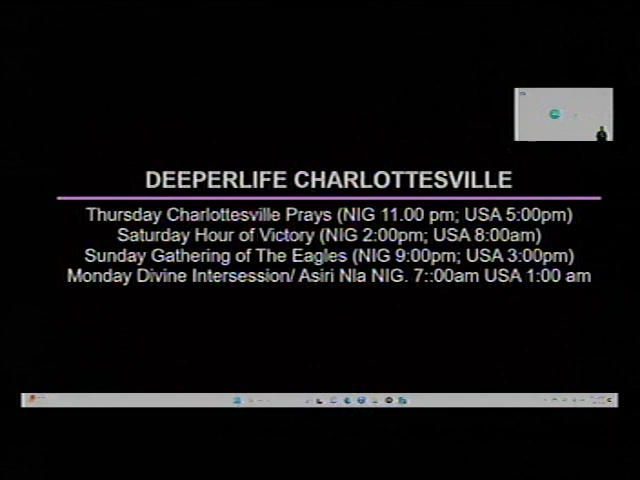 DEEPERLIFE CHARLOTTESVILLE
Thursday Charlottesville Prays (NIG 11.00 pm; USA 5:00pm)
Saturday Hour of Victory (NIG 2:00pm; USA 8:00am)
Sunday Gathering of The Eagles (NIG 9:00pm; USA 3:00pm)
Monday Divine Intersession/ Asiri Nla NIG. 7::00am USA 1:00 am